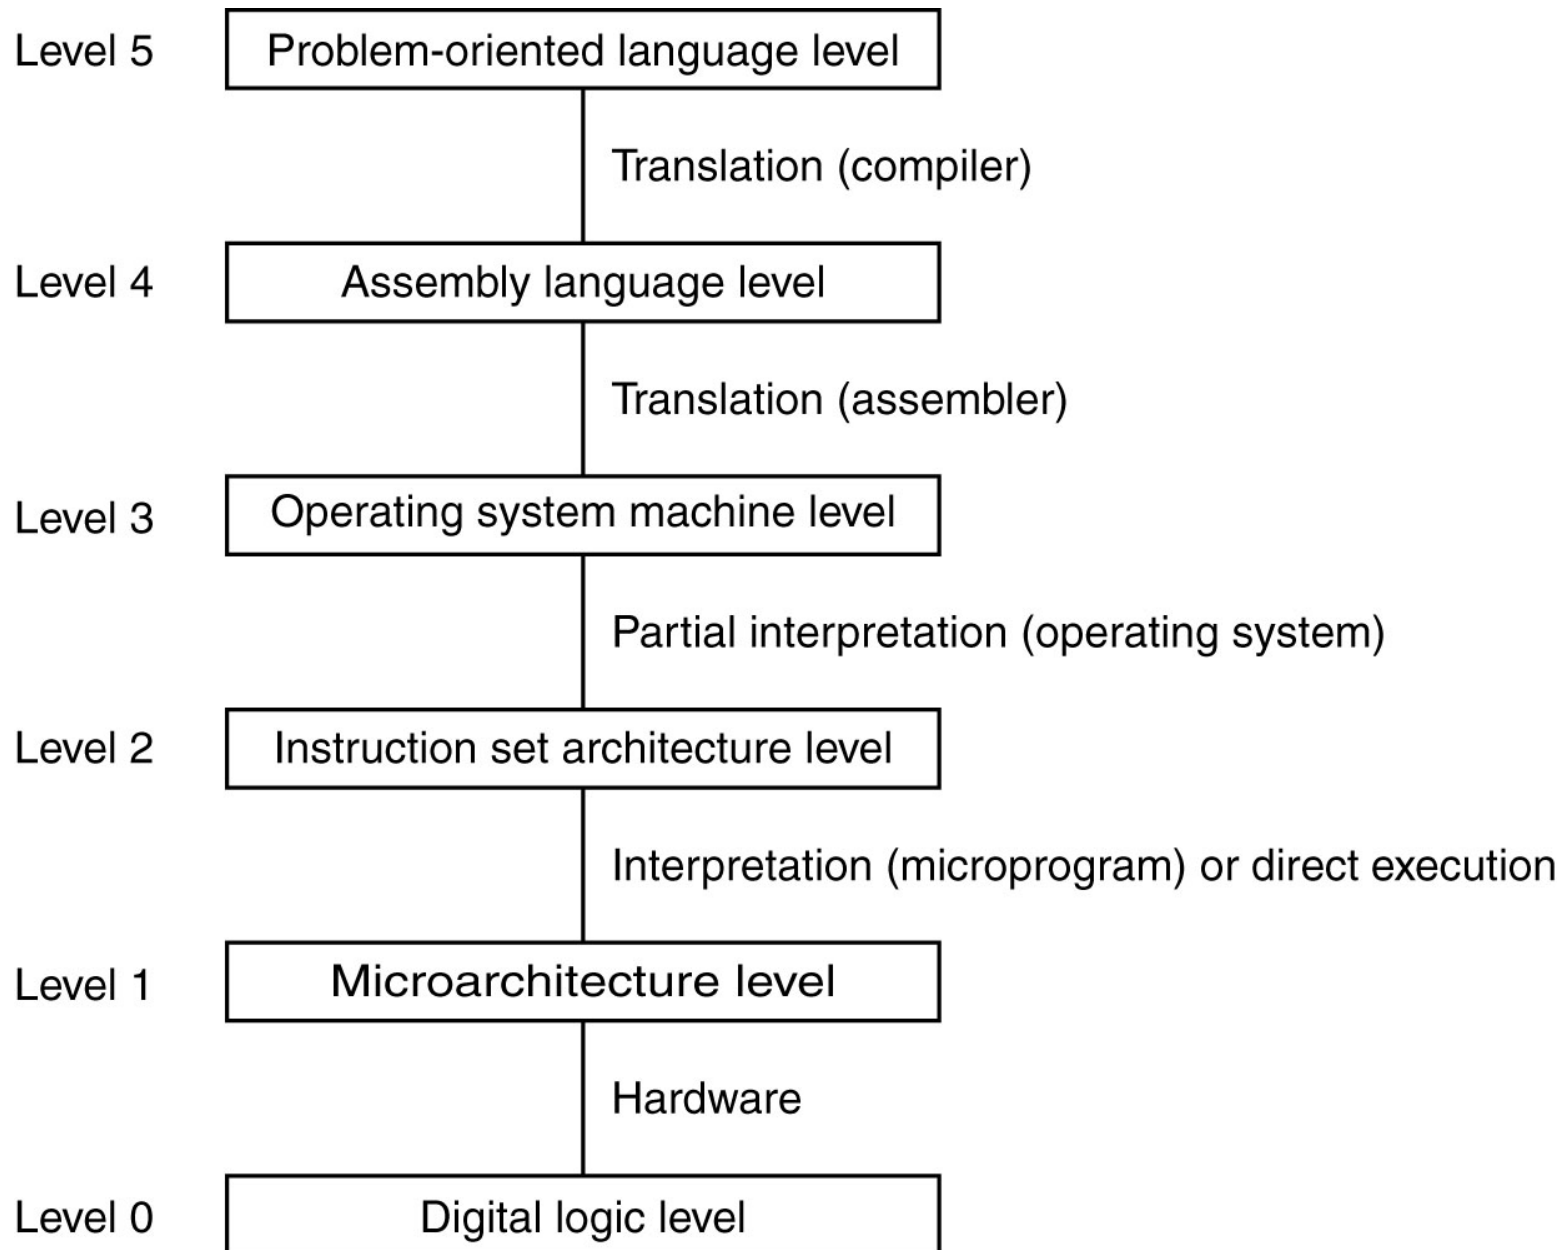 Level 5 Problem-oriented language level
Translation (compiler)
Level 4 Assembly language level
Translation (assembler)
Level 3 Operating system machine level
Partial interpretation (operating system)
Level 2 Instruction set architecture level
Interpretation (microprogram) or direct execution
Level 1 Microarchitecture level
Hardware
Level 0 Digital logic level